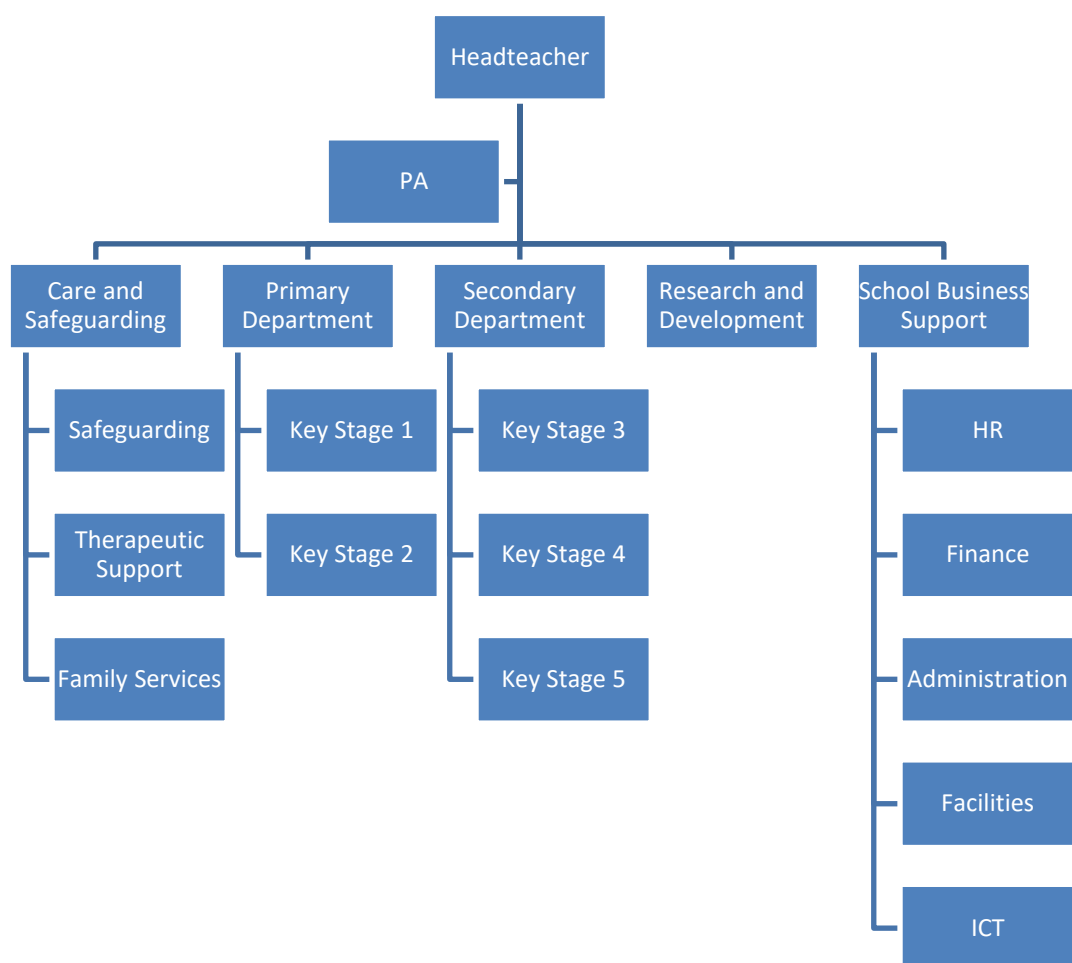 Headteacher
PA
Care and
Safeguarding
Primary
Department
Secondary
Department
Research and
Development
School Business
Support
Safeguarding
Key Stage 1
Key Stage 3
HR
Therapeutic
Support
Key Stage 2
Key Stage 4
Finance
Family Services
Key Stage 5
Administration
Facilities
ICT